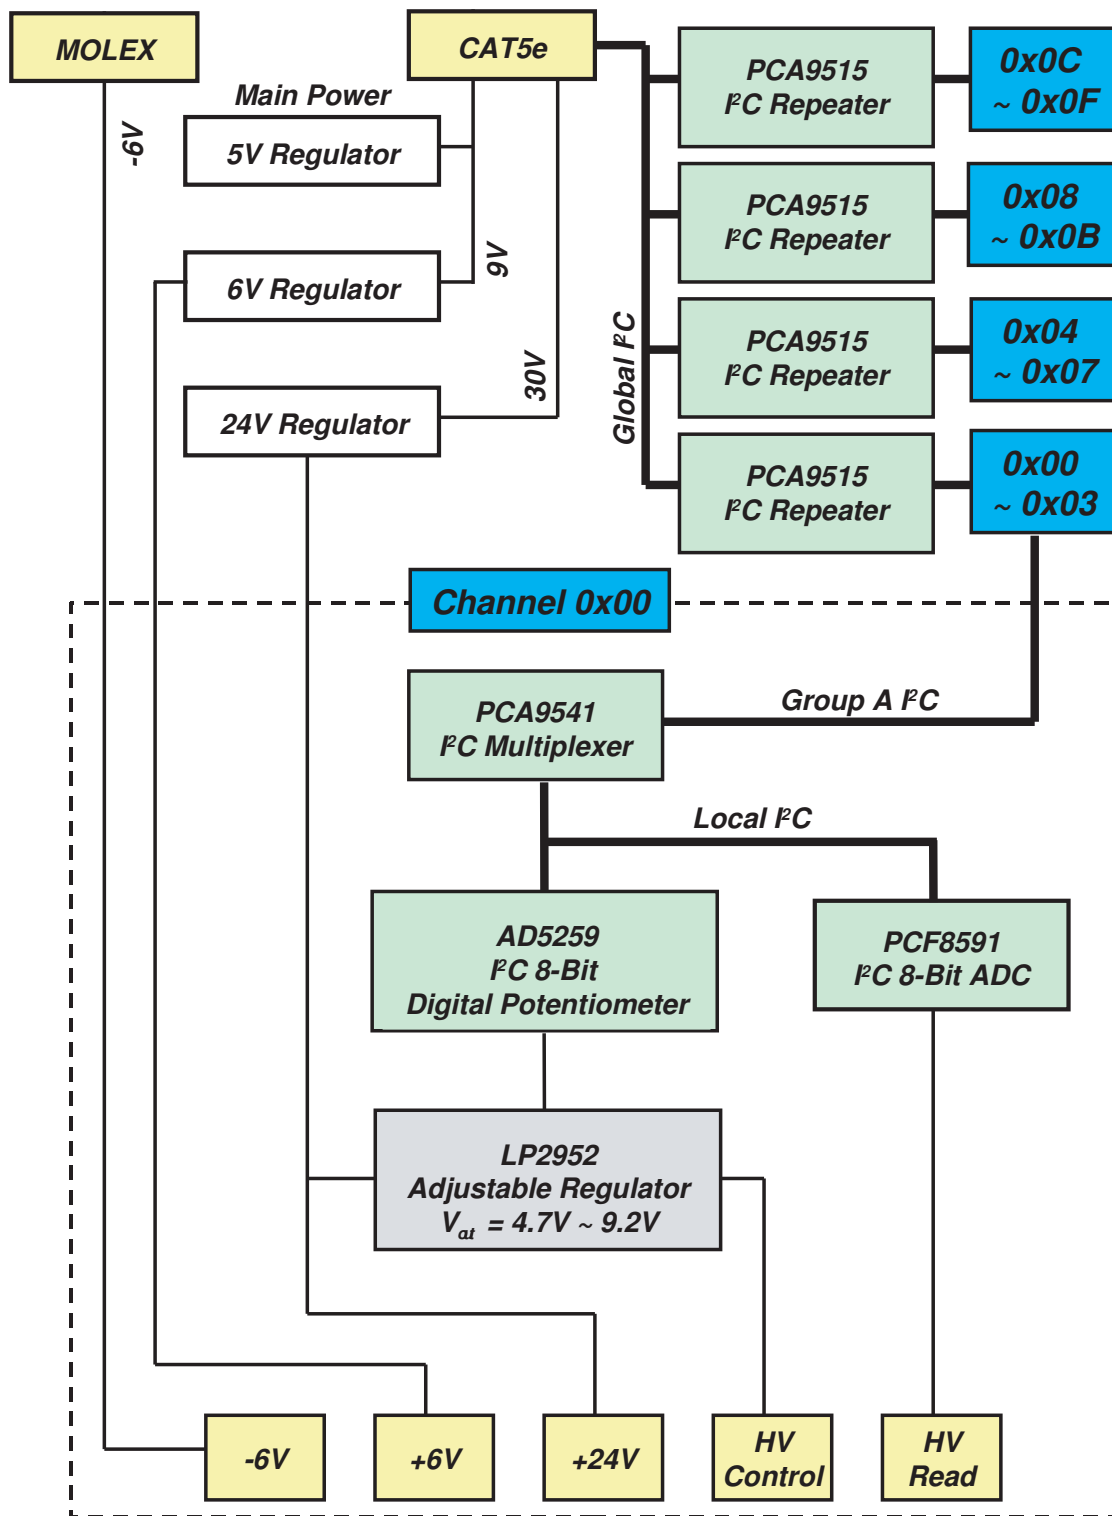 MOLEX
CAT5e
Main Power
-6V
5V Regulator
9V
6V Regulator
30V
24V Regulator
Global I²C
PCA9515
I²C Repeater
0x0C
~ 0x0F
PCA9515
I²C Repeater
0x08
~ 0x0B
PCA9515
I²C Repeater
0x04
~ 0x07
PCA9515
I²C Repeater
0x00
~ 0x03
Channel 0x00
PCA9541
I²C Multiplexer
Group A I²C
Local I²C
AD5259
I²C 8-Bit
Digital Potentiometer
PCF8591
I²C 8-Bit ADC
LP2952
Adjustable Regulator
Vat = 4.7V ~ 9.2V
-6V
+6V
+24V
HV
Control
HV
Read